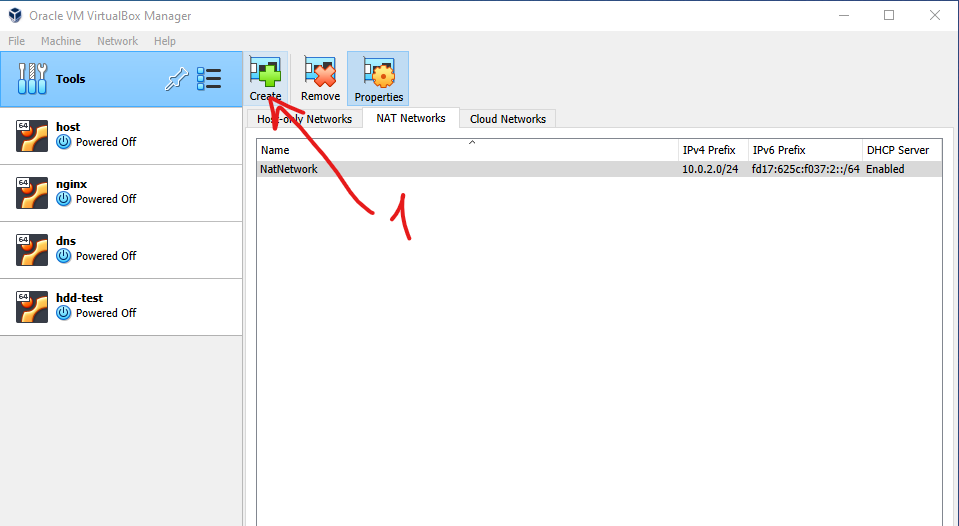 Oracle VM VirtualBox Manager
File Machine Network Help
Tools
Create Remove Properties
Host-only Networks NAT Networks Cloud Networks
Name IPv4 Prefix IPv6 Prefix DHCP Server
NatNetwork 10.0.2.0/24 fd17:625c:f037:2::/64 Enabled
64 host
Powered Off
64 nginx
Powered Off
64 dns
Powered Off
64 hdd-test
Powered Off
1